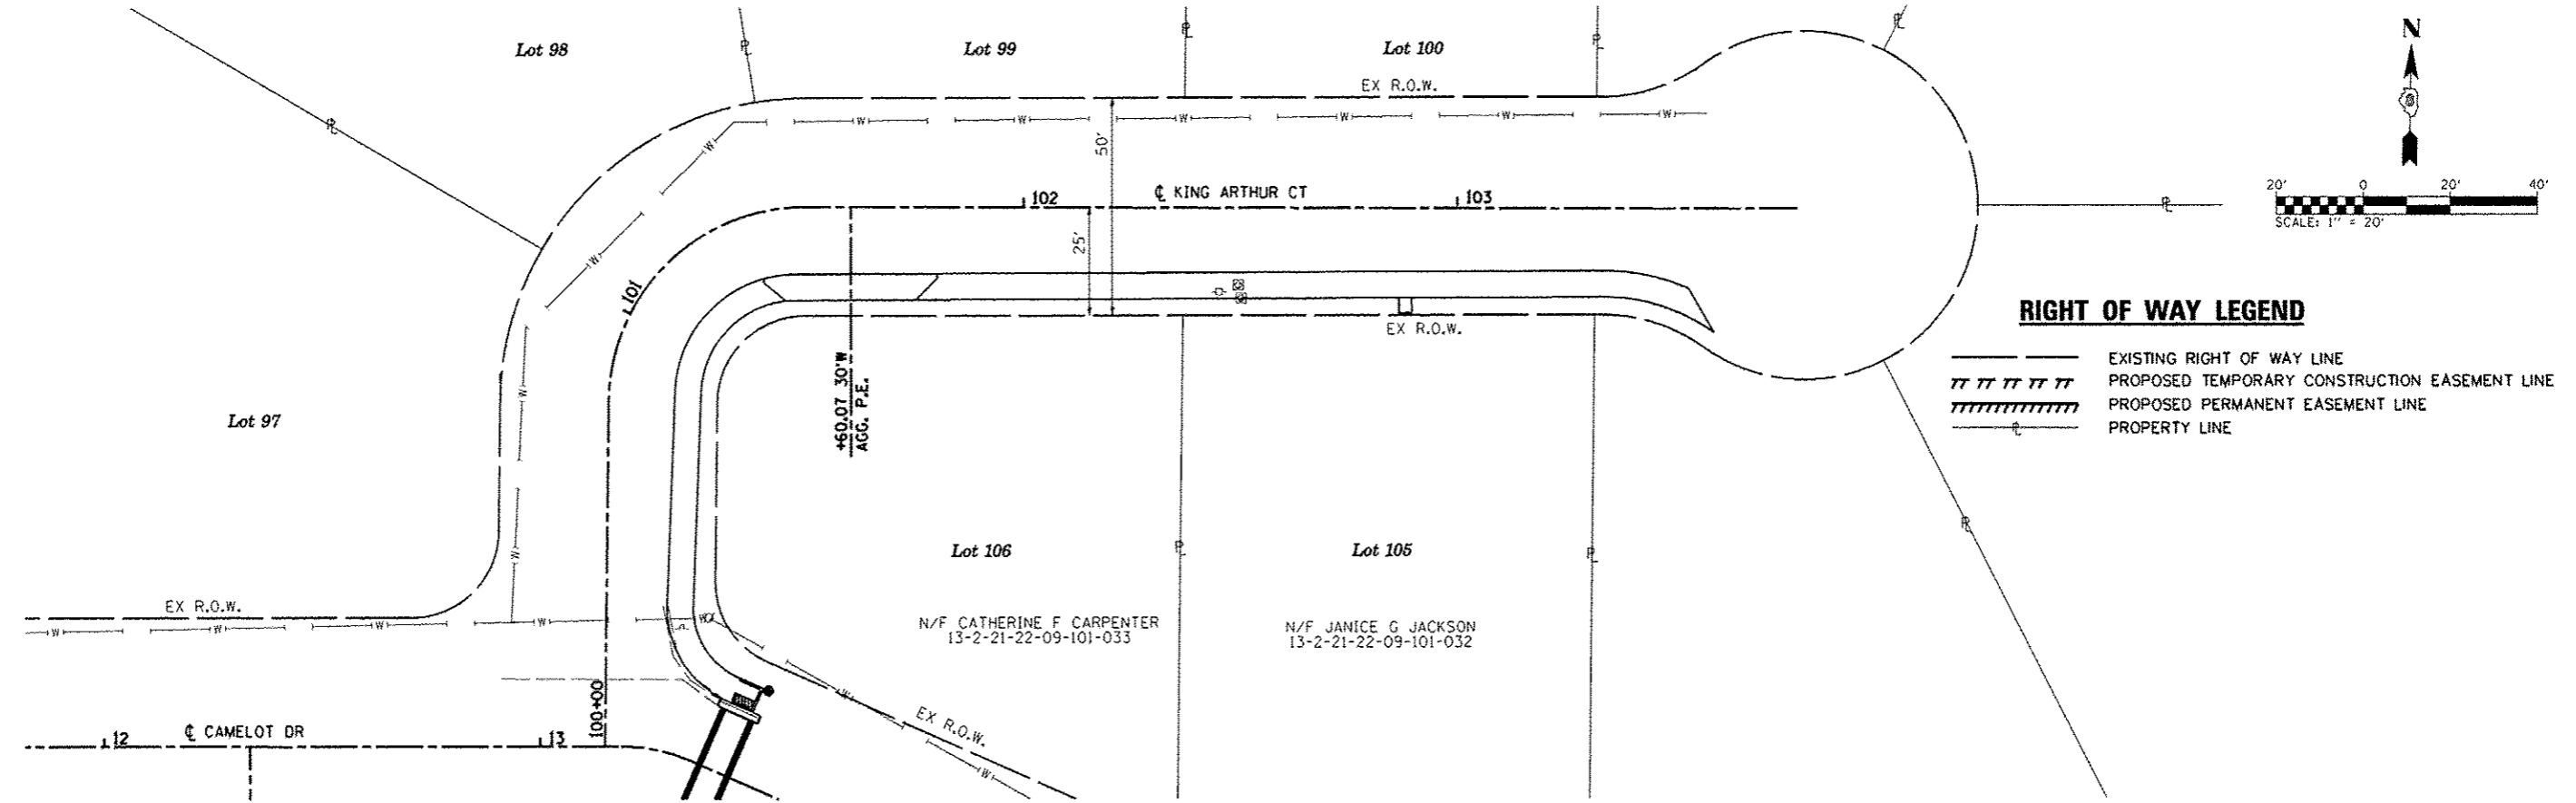 Lot 98
Lot 99
Lot 100
N
EX R.O.W.
W W W W W W
W
50'
20' 0 20' 40'
SCALE: 1" = 20'
102
℄ KING ARTHUR CT
103
25'
W
101
RIGHT OF WAY LEGEND
EX R.O.W.
EXISTING RIGHT OF WAY LINE
PROPOSED TEMPORARY CONSTRUCTION EASEMENT LINE
PROPOSED PERMANENT EASEMENT LINE
PROPERTY LINE
+60.07 30'W
AGG. P.E.
W
Lot 97
W
Lot 106
Lot 105
EX R.O.W.
W W W W W
N/F CATHERINE F CARPENTER
13-2-21-22-09-101-033
N/F JANICE G JACKSON
13-2-21-22-09-101-032
W
EX R.O.W.
100+00
12
℄ CAMELOT DR
13
W